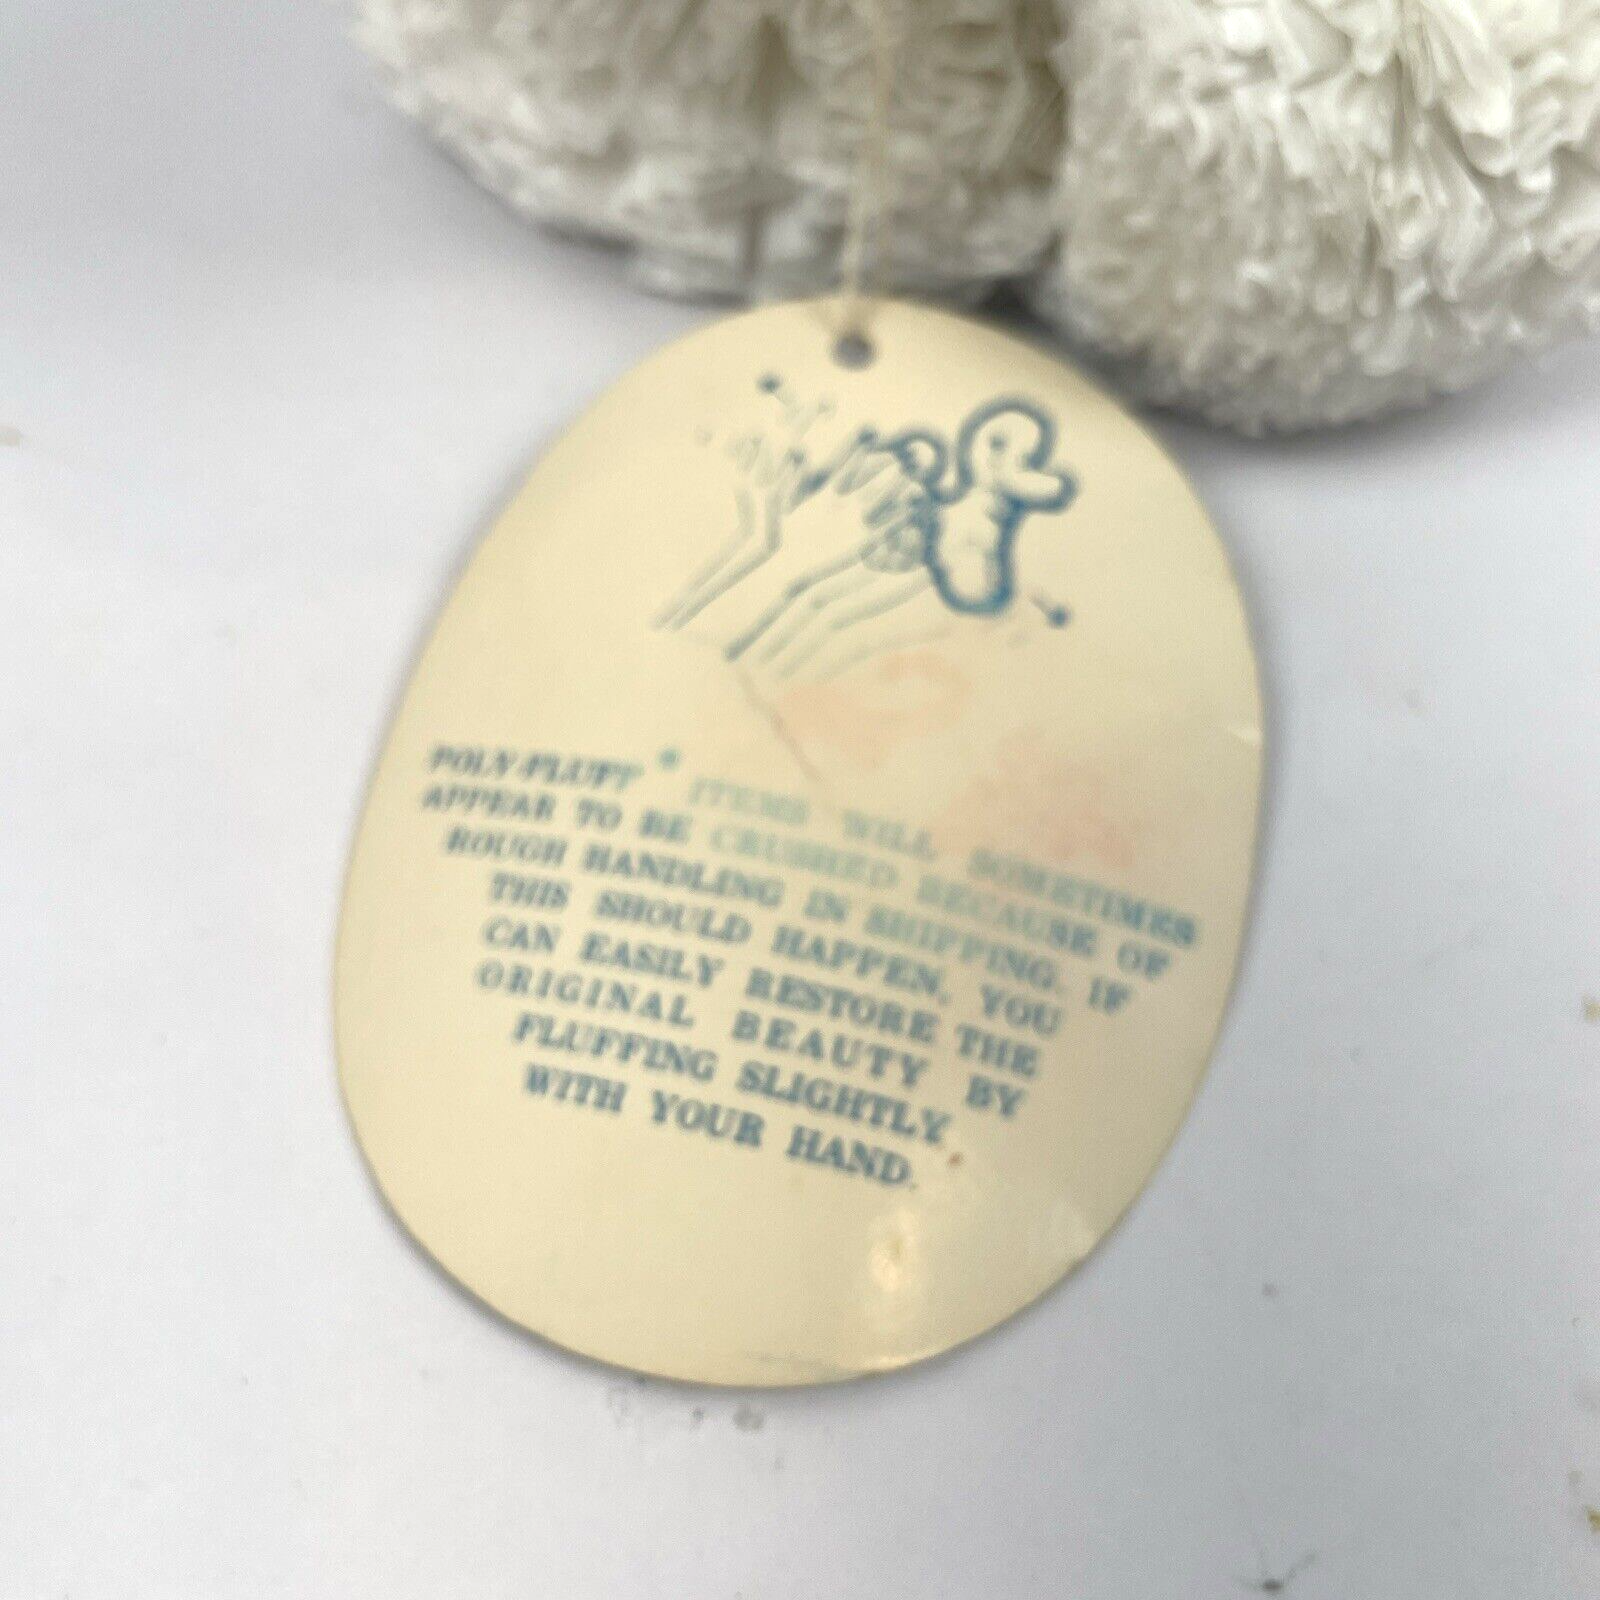 POLY-FLUFF * ITEMS WILL SOMETIMES
APPEAR TO BE CRUSHED BECAUSE OF
ROUGH HANDLING IN SHIPPING. IF
THIS SHOULD HAPPEN, YOU
CAN EASILY RESTORE THE
ORIGINAL BEAUTY BY
FLUFFING SLIGHTLY
WITH YOUR HAND.